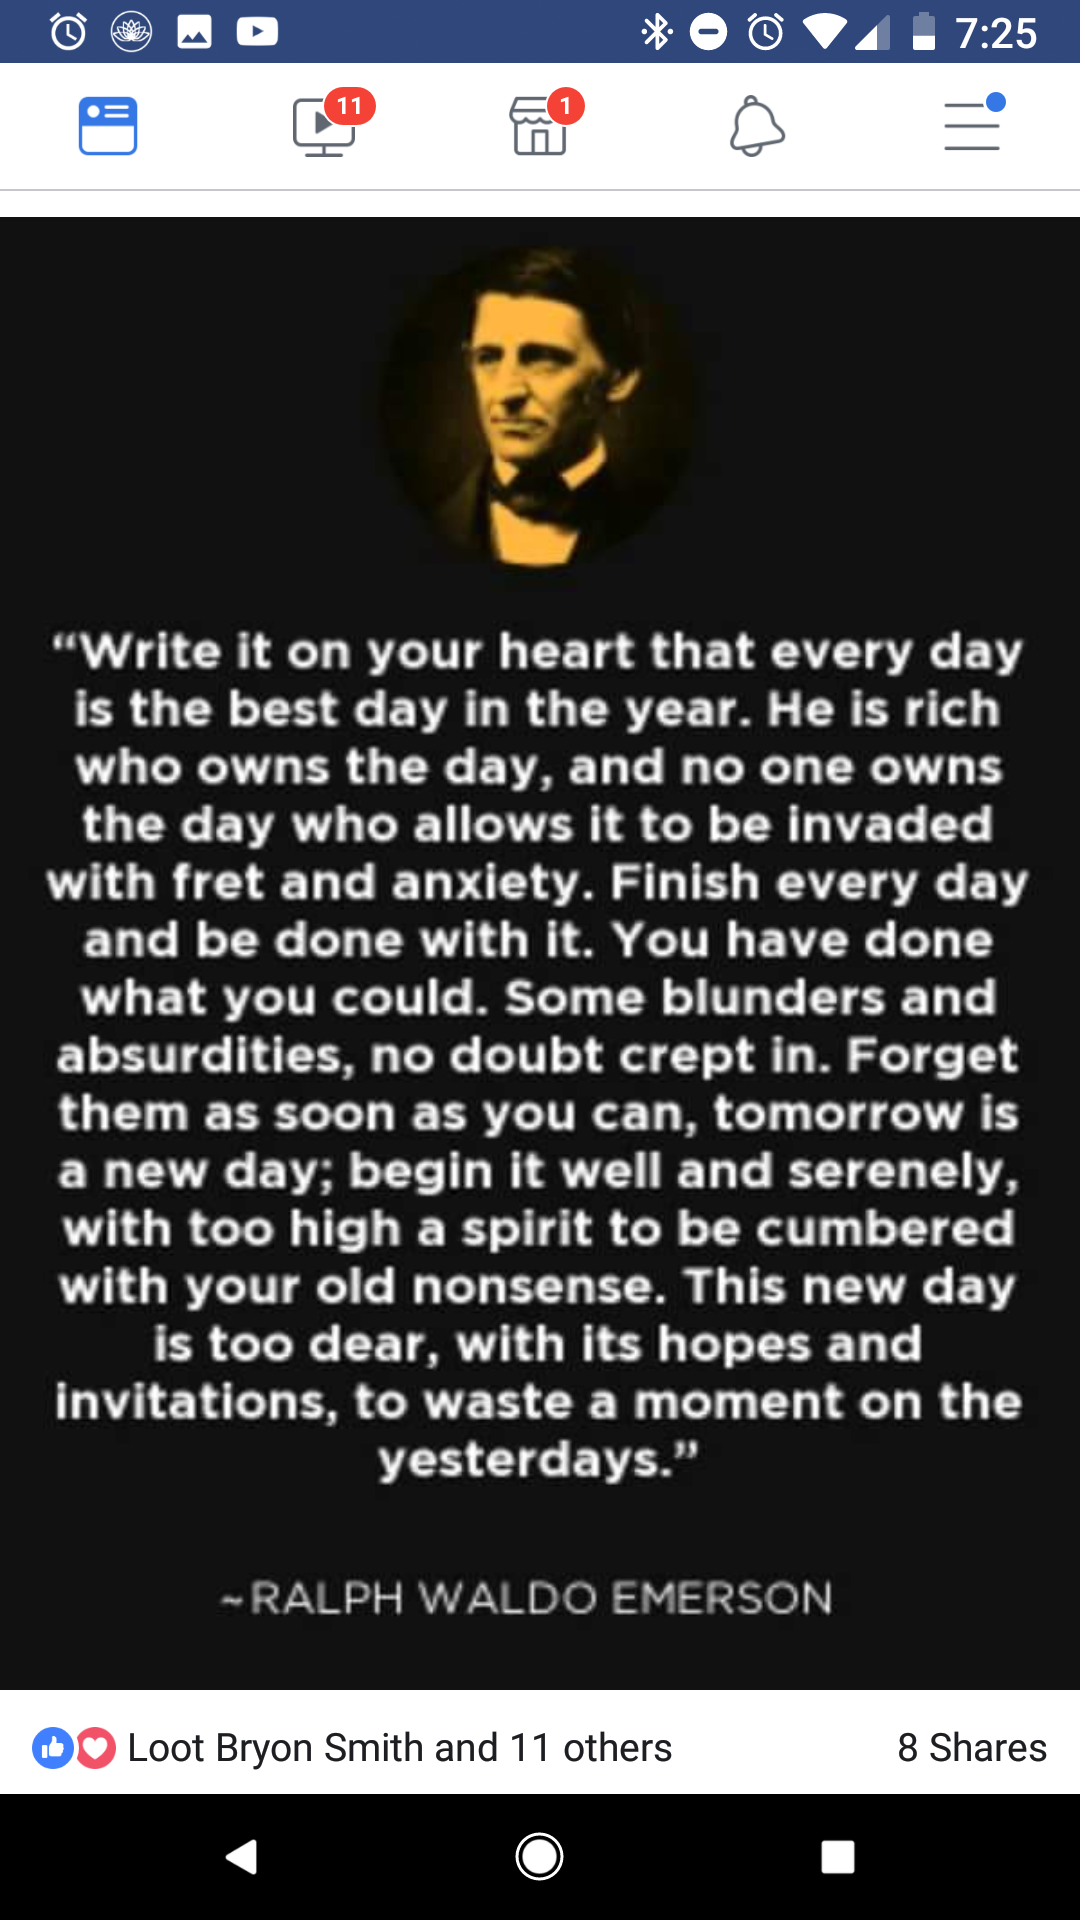 7:25
11
1
“Write it on your heart that every day
is the best day in the year. He is rich
who owns the day, and no one owns
the day who allows it to be invaded
with fret and anxiety. Finish every day
and be done with it. You have done
what you could. Some blunders and
absurdities, no doubt crept in. Forget
them as soon as you can, tomorrow is
a new day; begin it well and serenely,
with too high a spirit to be cumbered
with your old nonsense. This new day
is too dear, with its hopes and
invitations, to waste a moment on the
yesterdays.”
~RALPH WALDO EMERSON
Loot Bryon Smith and 11 others 8 Shares